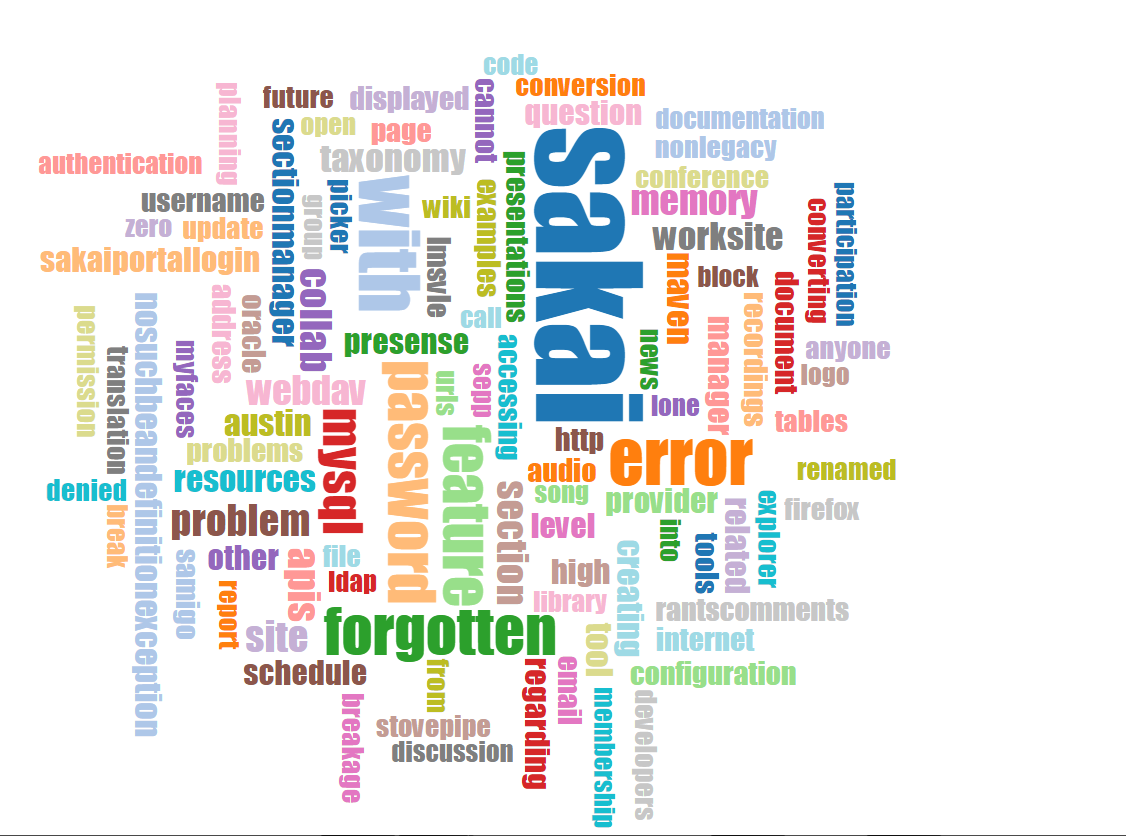 code
conversion
future
displayed
cannot
planning
question
open
page
documentation
sectionmanager
sakai
nonlegacy
taxonomy
authentication
presentations
conference
with
picker
examples
memory
participation
username
group
wiki
converting
zero
update
worksite
lmsvle
sakaiportallogin
maven
block
collab
document
address
nosuchbeandefinitionexception
oracle
recordings
call
permission
presense
manager
news
accessing
anyone
translation
myfaces
password
sepp
logo
urls
webdav
lone
mysql
austin
tables
feature
problems
http
error
audio
renamed
resources
denied
section
song
provider
explorer
related
firefox
break
problem
level
into
tools
other
apis
file
creating
samigo
ldap
high
report
library
rantscomments
forgotten
site
tool
internet
schedule
from
regarding
email
configuration
breakage
membership
developers
stovepipe
discussion